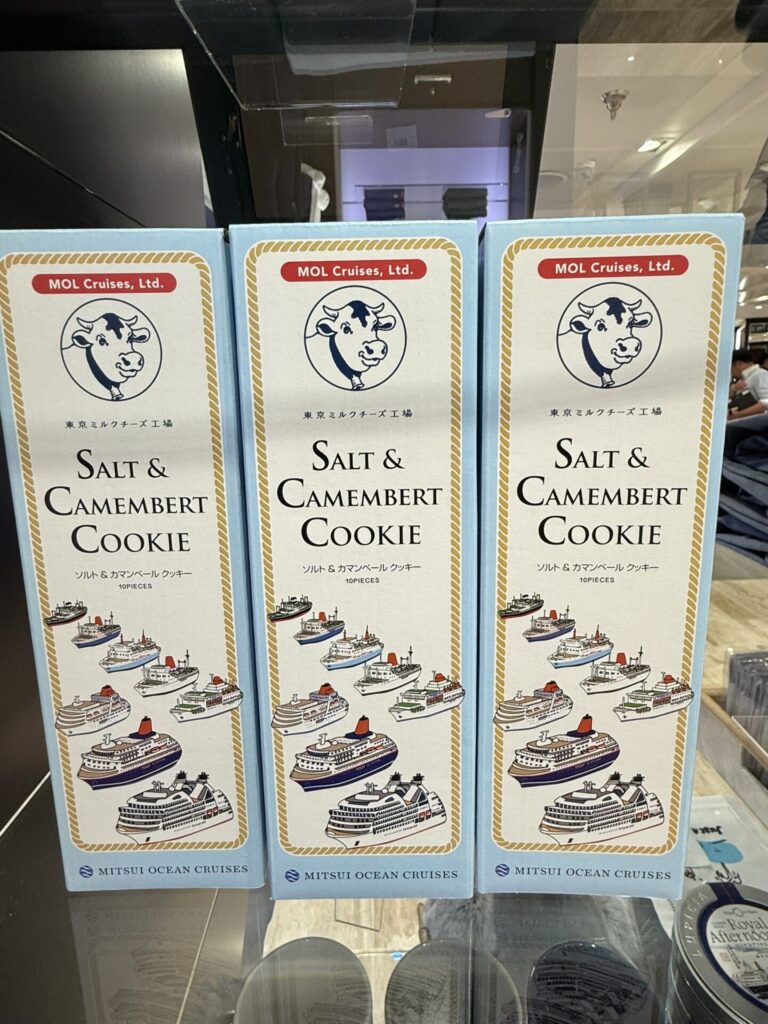 MOL Cruises, Ltd.
東京ミルクチーズ工場
SALT &
CAMEMBERT
COOKIE
ソルト & カマンベール クッキー
10PIECES
MITSUI OCEAN CRUISES
MOL Cruises, Ltd.
東京ミルクチーズ工場
SALT &
CAMEMBERT
COOKIE
ソルト & カマンベール クッキー
10PIECES
MITSUI OCEAN CRUISES
MOL Cruises, Ltd.
東京ミルクチーズ工場
SALT &
CAMEMBERT
COOKIE
ソルト & カマンベール クッキー
10PIECES
MITSUI OCEAN CRUISES
Royal
Afternoon